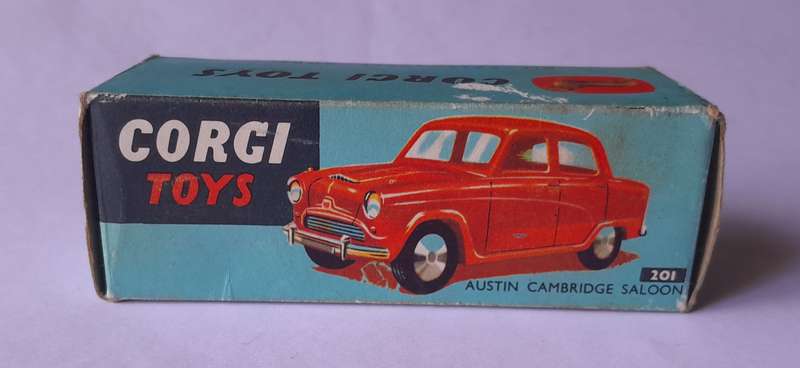 CORGI TOYS
CORGI
TOYS
201
AUSTIN CAMBRIDGE SALOON